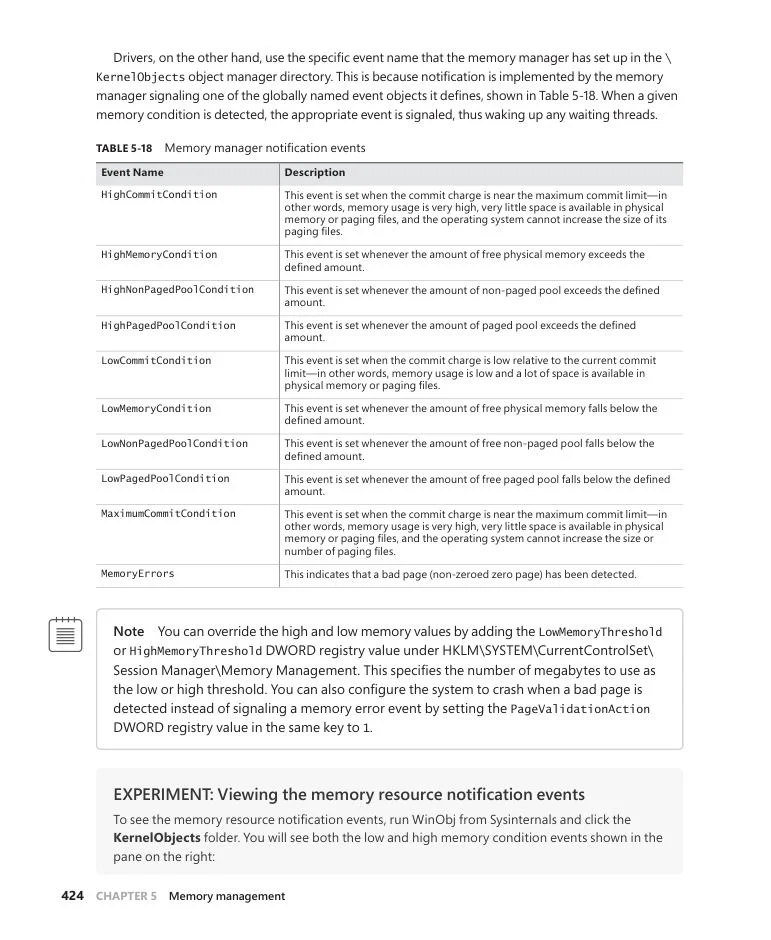 Drivers, on the other hand, use the specific event name that the memory manager has set up in the \
KernelObjects object manager directory. This is because notification is implemented by the memory
manager signaling one of the globally named event objects it defines, shown in Table 5-18. When a given
memory condition is detected, the appropriate event is signaled, thus waking up any waiting threads.
TABLE 5-18 Memory manager notification events
Event Name Description
HighCommitCondition This event is set when the commit charge is near the maximum commit limit—in
other words, memory usage is very high, very little space is available in physical
memory or paging files, and the operating system cannot increase the size of its
paging files.
HighMemoryCondition This event is set whenever the amount of free physical memory exceeds the
defined amount.
HighNonPagedPoolCondition This event is set whenever the amount of non-paged pool exceeds the defined
amount.
HighPagedPoolCondition This event is set whenever the amount of paged pool exceeds the defined
amount.
LowCommitCondition This event is set when the commit charge is low relative to the current commit
limit—in other words, memory usage is low and a lot of space is available in
physical memory or paging files.
LowMemoryCondition This event is set whenever the amount of free physical memory falls below the
defined amount.
LowNonPagedPoolCondition This event is set whenever the amount of free non-paged pool falls below the
defined amount.
LowPagedPoolCondition This event is set whenever the amount of free paged pool falls below the defined
amount.
MaximumCommitCondition This event is set when the commit charge is near the maximum commit limit—in
other words, memory usage is very high, very little space is available in physical
memory or paging files, and the operating system cannot increase the size or
number of paging files.
MemoryErrors This indicates that a bad page (non-zeroed zero page) has been detected.
Note You can override the high and low memory values by adding the LowMemoryThreshold
or HighMemoryThreshold DWORD registry value under HKLM\SYSTEM\CurrentControlSet\
Session Manager\Memory Management. This specifies the number of megabytes to use as
the low or high threshold. You can also configure the system to crash when a bad page is
detected instead of signaling a memory error event by setting the PageValidationAction
DWORD registry value in the same key to 1.
EXPERIMENT: Viewing the memory resource notification events
To see the memory resource notification events, run WinObj from Sysinternals and click the
KernelObjects folder. You will see both the low and high memory condition events shown in the
pane on the right:
424 CHAPTER 5 Memory management